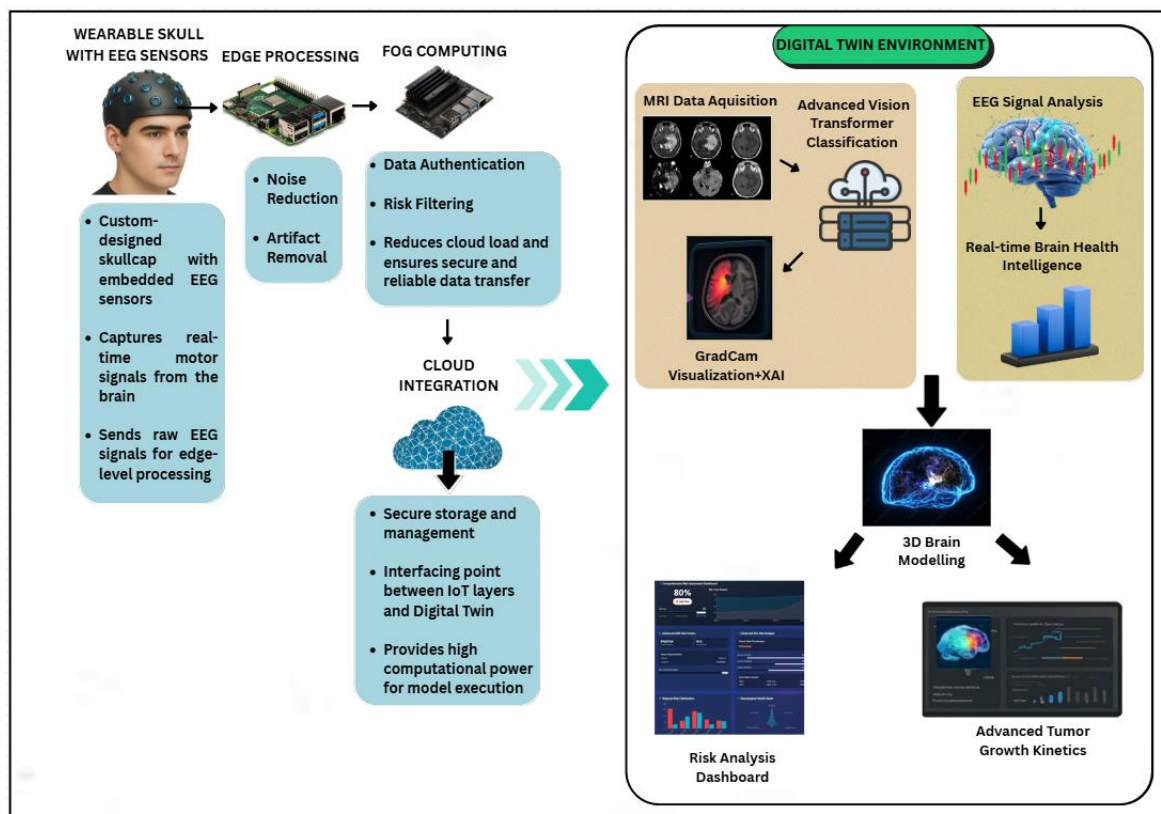 WEARABLE SKULL
WITH EEG SENSORS
EDGE PROCESSING
FOG COMPUTING
• Custom-
designed
skullcap with
embedded EEG
sensors
• Captures real-
time motor
signals from the
brain
• Sends raw EEG
signals for edge-
level processing
• Noise
Reduction
• Artifact
Removal
• Data Authentication
• Risk Filtering
• Reduces cloud load and
ensures secure and
reliable data transfer
CLOUD
INTEGRATION
• Secure storage and
management
• Interfacing point
between IoT layers
and Digital Twin
• Provides high
computational power
for model execution
DIGITAL TWIN ENVIRONMENT
MRI Data Aquisition
Advanced Vision
Transformer
Classification
GradCam
Visualization+XAI
EEG Signal Analysis
Real-time Brain Health
Intelligence
3D Brain
Modelling
80%
Risk Analysis
Dashboard
Advanced Tumor
Growth Kinetics